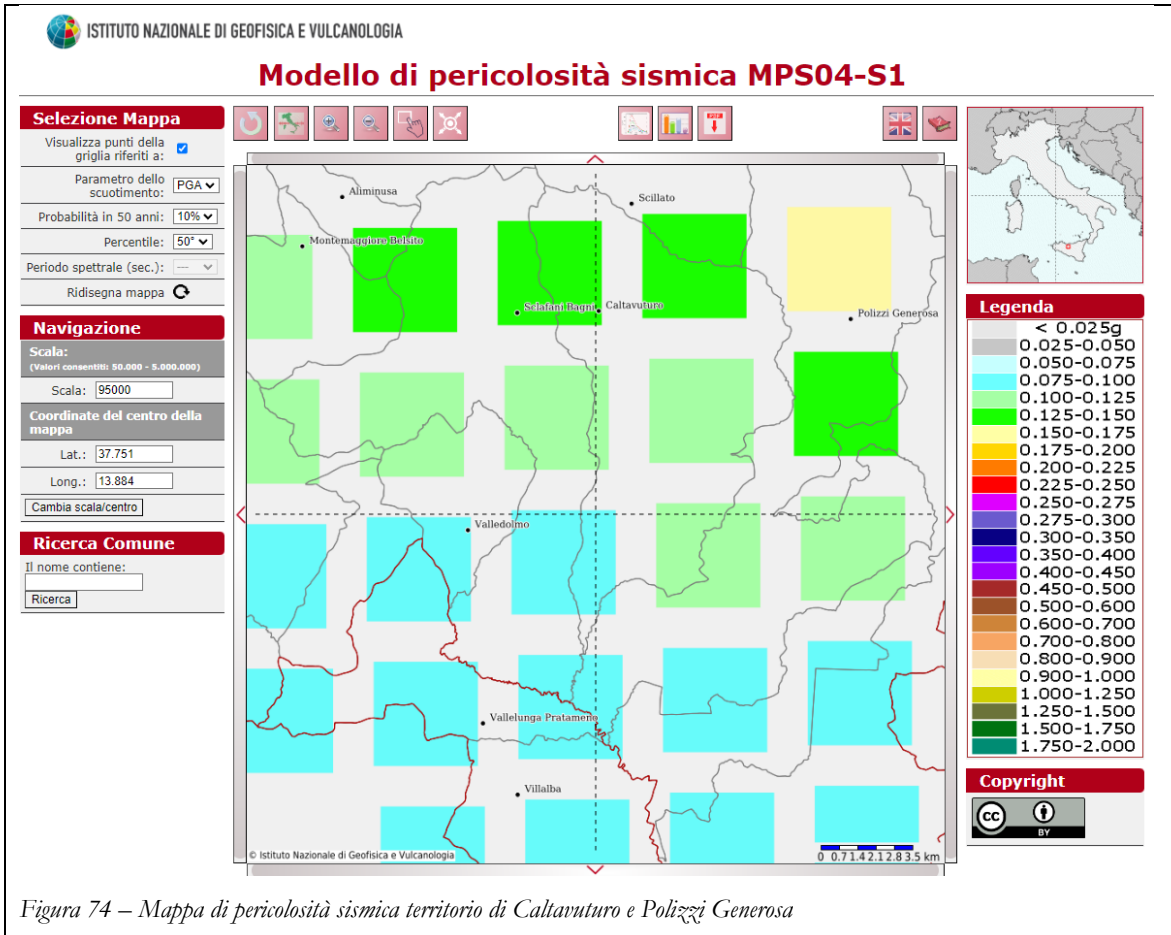 ISTITUTO NAZIONALE DI GEOFISICA E VULCANOLOGIA
Modello di pericolosità sismica MPS04-S1
Selezione Mappa
Visualizza punti della
griglia riferiti a:
Parametro dello
scuotimento: PGA
Probabilità in 50 anni: 10%
Percentile: 50°
Periodo spettrale (sec.): ---
Ridisegna mappa
Navigazione
Scala:
(Valori consentiti: 50.000 - 5.000.000)
Scala: 95000
Coordinate del centro della
mappa
Lat.: 37.751
Long.: 13.884
Cambia scala/centro
Ricerca Comune
Il nome contiene:
Ricerca
PDF
Aliminusa
Scillato
Montemaggiore Belsito
Sclafani Bagni
Caltavuturo
Polizzi Generosa
Valledolmo
Vallelunga Pratameno
Villalba
© Istituto Nazionale di Geofisica e Vulcanologia
0 0.7 1.4 2.1 2.8 3.5 km
Legenda
< 0.025g
0.025-0.050
0.050-0.075
0.075-0.100
0.100-0.125
0.125-0.150
0.150-0.175
0.175-0.200
0.200-0.225
0.225-0.250
0.250-0.275
0.275-0.300
0.300-0.350
0.350-0.400
0.400-0.450
0.450-0.500
0.500-0.600
0.600-0.700
0.700-0.800
0.800-0.900
0.900-1.000
1.000-1.250
1.250-1.500
1.500-1.750
1.750-2.000
Copyright
cc
BY
Figura 74 – Mappa di pericolosità sismica territorio di Caltavuturo e Polizzi Generosa